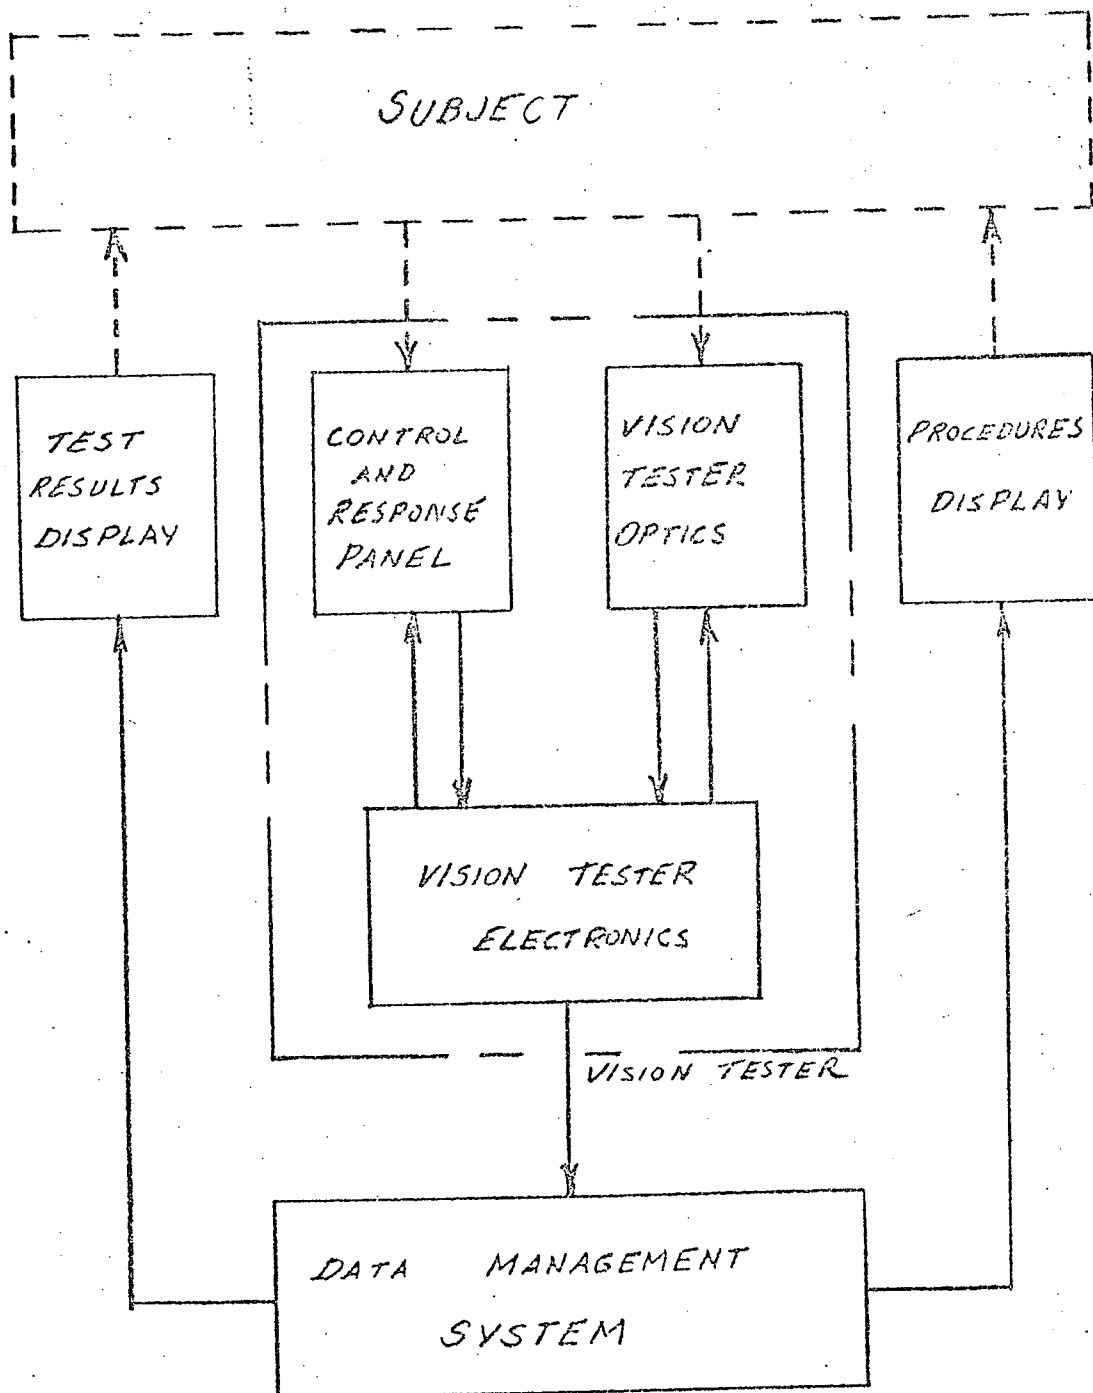 SUBJECT
TEST
RESULTS
DISPLAY
CONTROL
AND
RESPONSE
PANEL
VISION
TESTER
OPTICS
PROCEDURES
DISPLAY
VISION TESTER
ELECTRONICS
VISION TESTER
DATA MANAGEMENT
SYSTEM